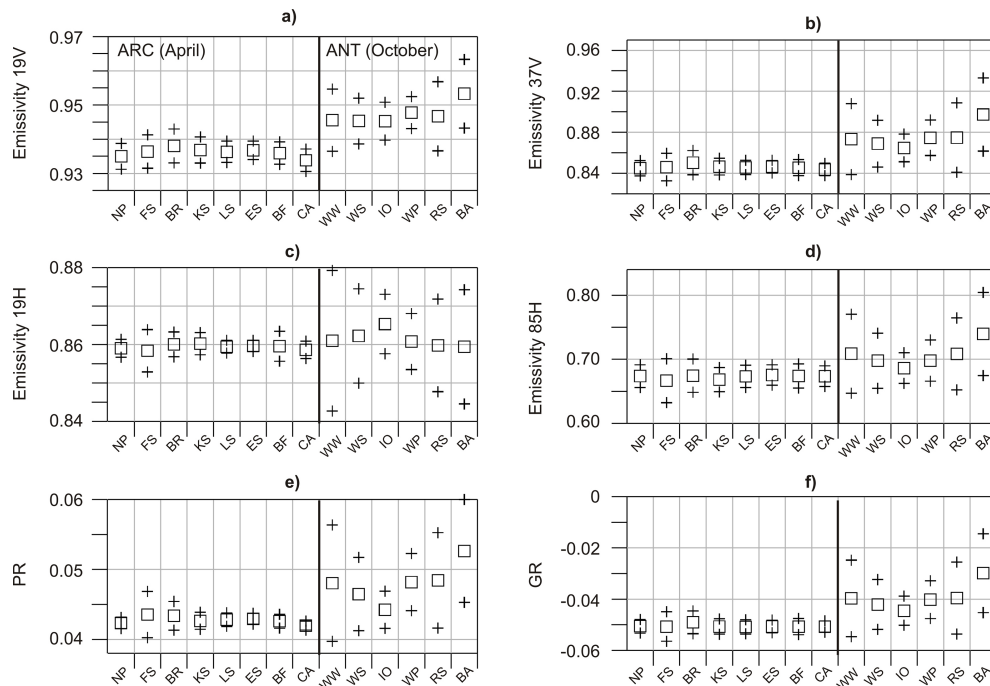 a)
Emissivity 19V
0.97
0.95
0.93
ARC (April)
ANT (October)
NP FS BR KS LS ES BF CA WW WS IO WP RS BA
b)
Emissivity 37V
0.96
0.92
0.88
0.84
NP FS BR KS LS ES BF CA WW WS IO WP RS BA
c)
Emissivity 19H
0.88
0.86
0.84
NP FS BR KS LS ES BF CA WW WS IO WP RS BA
d)
Emissivity 85H
0.80
0.70
0.60
NP FS BR KS LS ES BF CA WW WS IO WP RS BA
e)
PR
0.06
0.05
0.04
NP FS BR KS LS ES BF CA WW WS IO WP RS BA
f)
GR
0
-0.02
-0.04
-0.06
NP FS BR KS LS ES BF CA WW WS IO WP RS BA